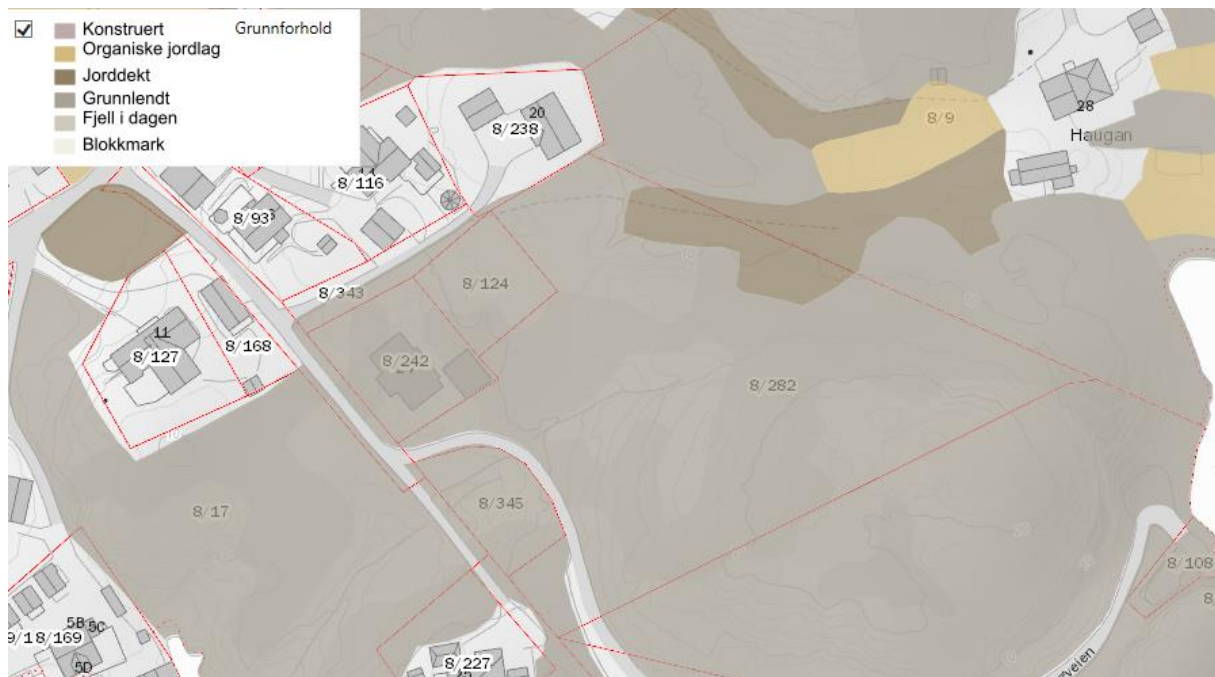 Konstruert
Grunnforhold
Organiske jordlag
Jorddekt
Grunnlendt
Fjell i dagen
Blokkmark
20
8/238
8/9
28
Haugan
8/116
8/93
8/124
8/343
11
8/127
8/168
8/242
8/282
8/345
8/17
10
8/108
5B
5C
8/169
5D
8/227